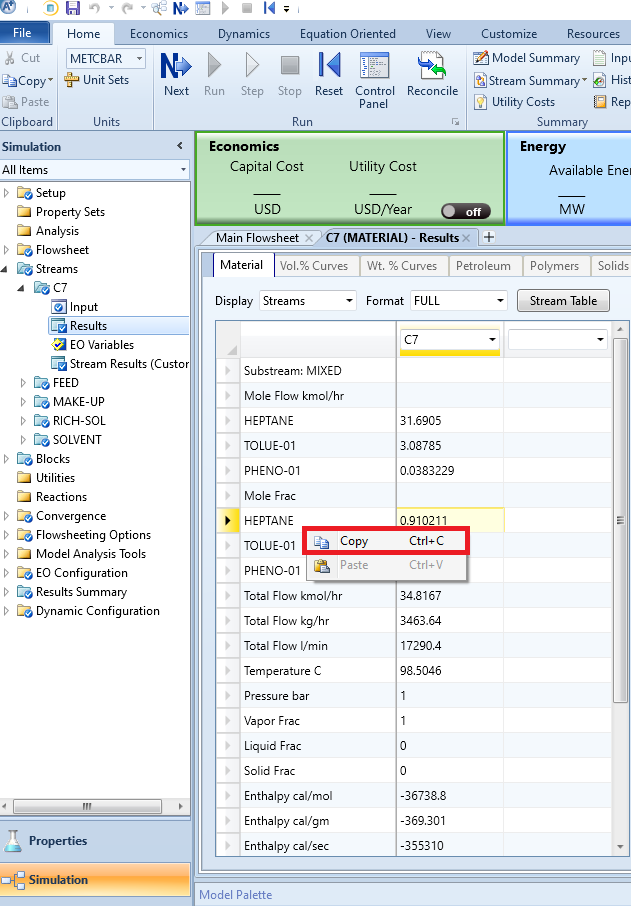 File Home Economics Dynamics Equation Oriented View Customize Resources
Cut METCBAR Model Summary
Copy Unit Sets Stream Summary
Paste Next Run Step Stop Reset Control Panel Reconcile Utility Costs
Clipboard Units Run Summary
Simulation
All Items
Setup
Property Sets
Analysis
Flowsheet
Streams
C7
Input
Results
EO Variables
Stream Results (Custor
FEED
MAKE-UP
RICH-SOL
SOLVENT
Blocks
Utilities
Reactions
Convergence
Flowsheeting Options
Model Analysis Tools
EO Configuration
Results Summary
Dynamic Configuration
Properties
Simulation
Economics
Capital Cost Utility Cost
USD USD/Year off
Energy
Available Ener
MW
Main Flowsheet C7 (MATERIAL) - Results
Material Vol.% Curves Wt. % Curves Petroleum Polymers Solids
Display Streams Format FULL Stream Table
C7
Substream: MIXED
Mole Flow kmol/hr
HEPTANE 31.6905
TOLUE-01 3.08785
PHENO-01 0.0383229
Mole Frac
HEPTANE 0.910211
TOLUE-01
Copy Ctrl+C
PHENO-01
Paste Ctrl+V
Total Flow kmol/hr 34.8167
Total Flow kg/hr 3463.64
Total Flow l/min 17290.4
Temperature C 98.5046
Pressure bar 1
Vapor Frac 1
Liquid Frac 0
Solid Frac 0
Enthalpy cal/mol -36738.8
Enthalpy cal/gm -369.301
Enthalpy cal/sec -355310
Model Palette